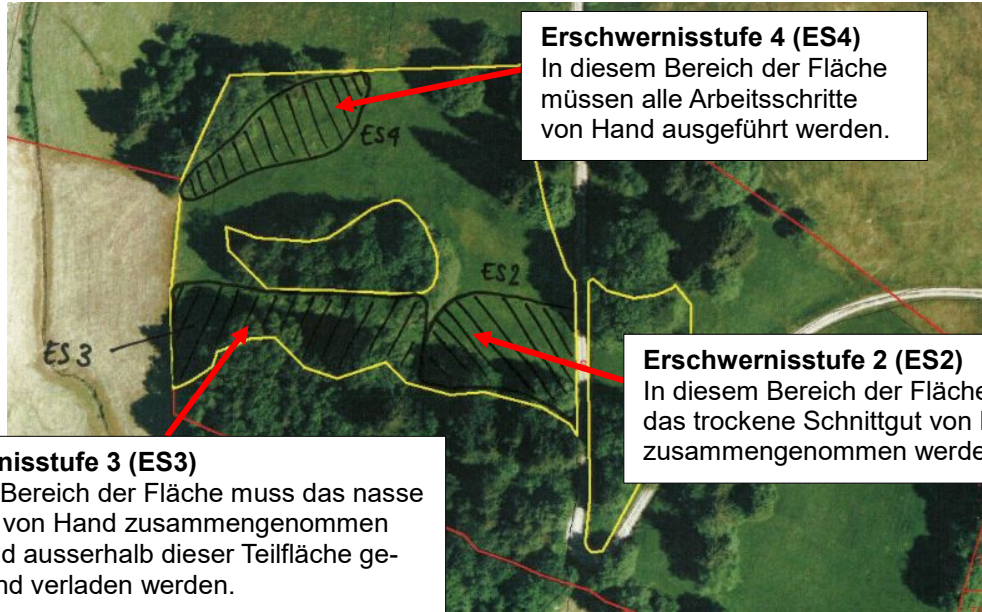 Erschwernisstufe 4 (ES4)
In diesem Bereich der Fläche
müssen alle Arbeitsschritte
von Hand ausgeführt werden.
ES4
ES2
ES3
Erschwernisstufe 2 (ES2)
In diesem Bereich der Fläche
das trockene Schnittgut von
zusammengenommen werde
nisstufe 3 (ES3)
Bereich der Fläche muss das nasse
von Hand zusammengenommen
d ausserhalb dieser Teilfläche ge-
nd verladen werden.